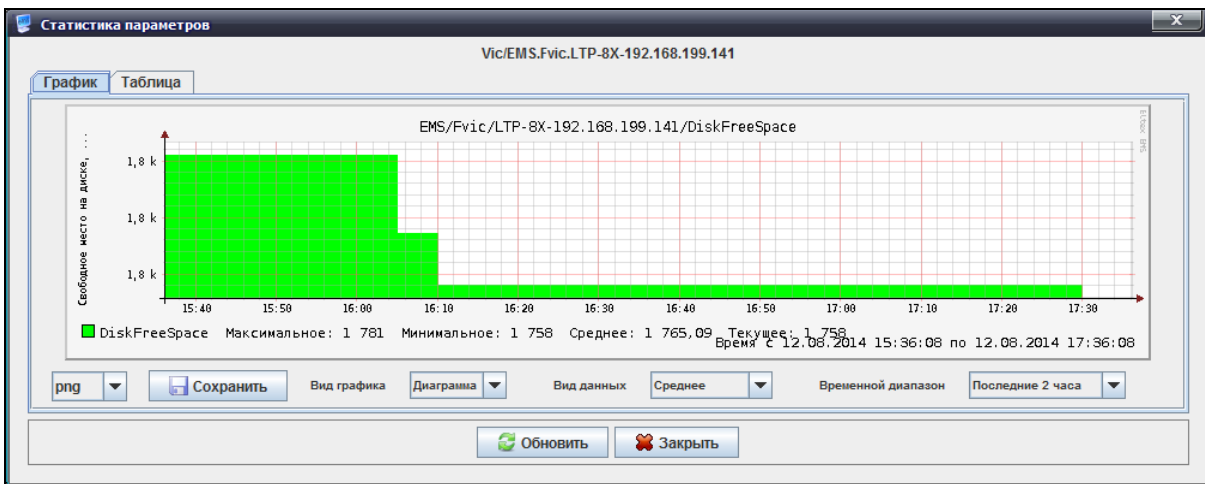 Статистика параметров
X
Vic/EMS.Fvic.LTP-8X-192.168.199.141
График Таблица
EMS/Fvic/LTP-8X-192.168.199.141/DiskFreeSpace
Eltex EMS
Свободное место на диске, ...
1,8 k
1,8 k
1,8 k
15:40 15:50 16:00 16:10 16:20 16:30 16:40 16:50 17:00 17:10 17:20 17:30
DiskFreeSpace Максимальное: 1 781 Минимальное: 1 758 Среднее: 1 765,09 Текущее: 1 758
Время с 12.08.2014 15:36:08 по 12.08.2014 17:36:08
png Сохранить Вид графика Диаграмма Вид данных Среднее Временной диапазон Последние 2 часа
Обновить Закрыть